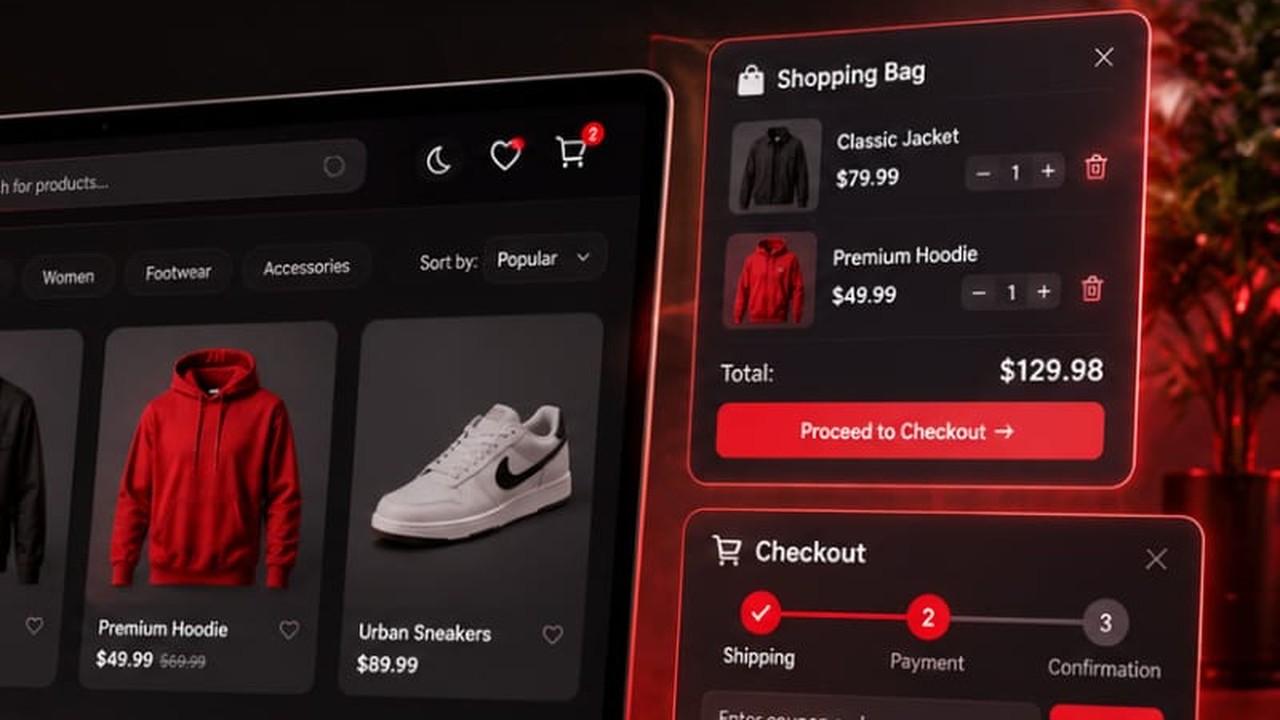 h for products...
2
Women
Footwear
Accessories
Sort by:
Popular
Premium Hoodie
$49.99 $69.99
Urban Sneakers
$89.99
Shopping Bag
Classic Jacket
$79.99
1
Premium Hoodie
$49.99
1
Total:
$129.98
Proceed to Checkout →
Checkout
2
3
Shipping
Payment
Confirmation
Enter coupon